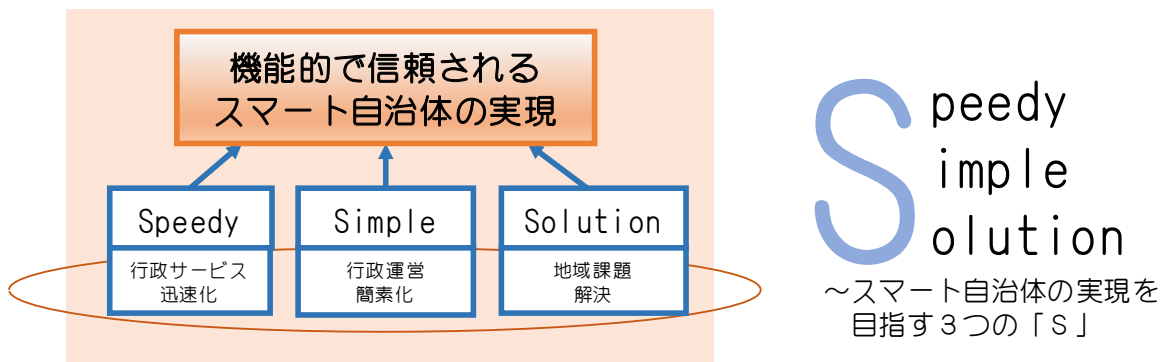 機能的で信頼される
スマート自治体の実現
Speedy
行政サービス
迅速化
Simple
行政運営
簡素化
Solution
地域課題
解決
Speedy
Simple
Solution
～スマート自治体の実現を
目指す３つの「Ｓ」